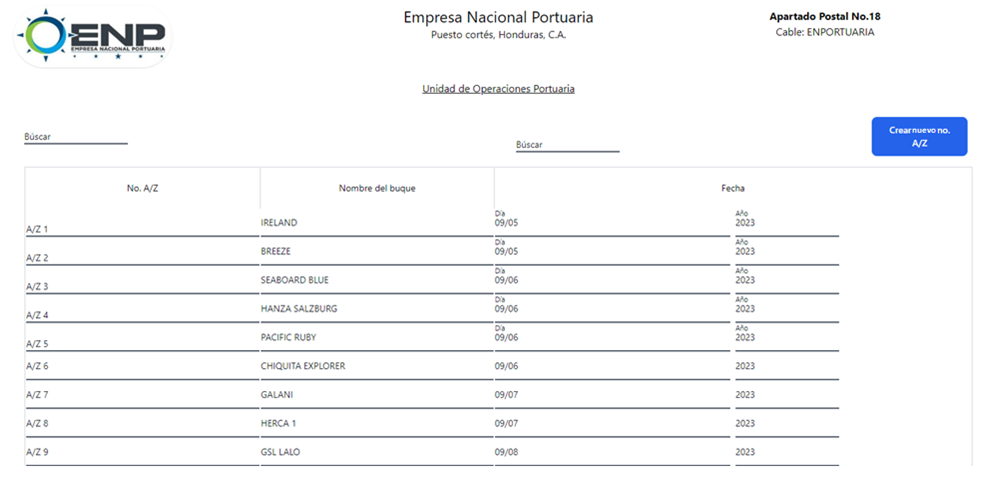 ENP
EMPRESA NACIONAL PORTUARIA
Empresa Nacional Portuaria
Puesto cortés, Honduras, C.A.
Apartado Postal No.18
Cable: ENPORTUARIA
Unidad de Operaciones Portuaria
Búscar
Búscar
Crear nuevo no.
A/Z
No. A/Z Nombre del buque Fecha
Día Año
A/Z 1 IRELAND 09/05 2023
Día Año
A/Z 2 BREEZE 09/05 2023
Día Año
A/Z 3 SEABOARD BLUE 09/06 2023
Día Año
A/Z 4 HANZA SALZBURG 09/06 2023
Día Año
A/Z 5 PACIFIC RUBY 09/06 2023
A/Z 6 CHIQUITA EXPLORER 09/06 2023
A/Z 7 GALANI 09/07 2023
A/Z 8 HERCA 1 09/07 2023
A/Z 9 GSL LALO 09/08 2023